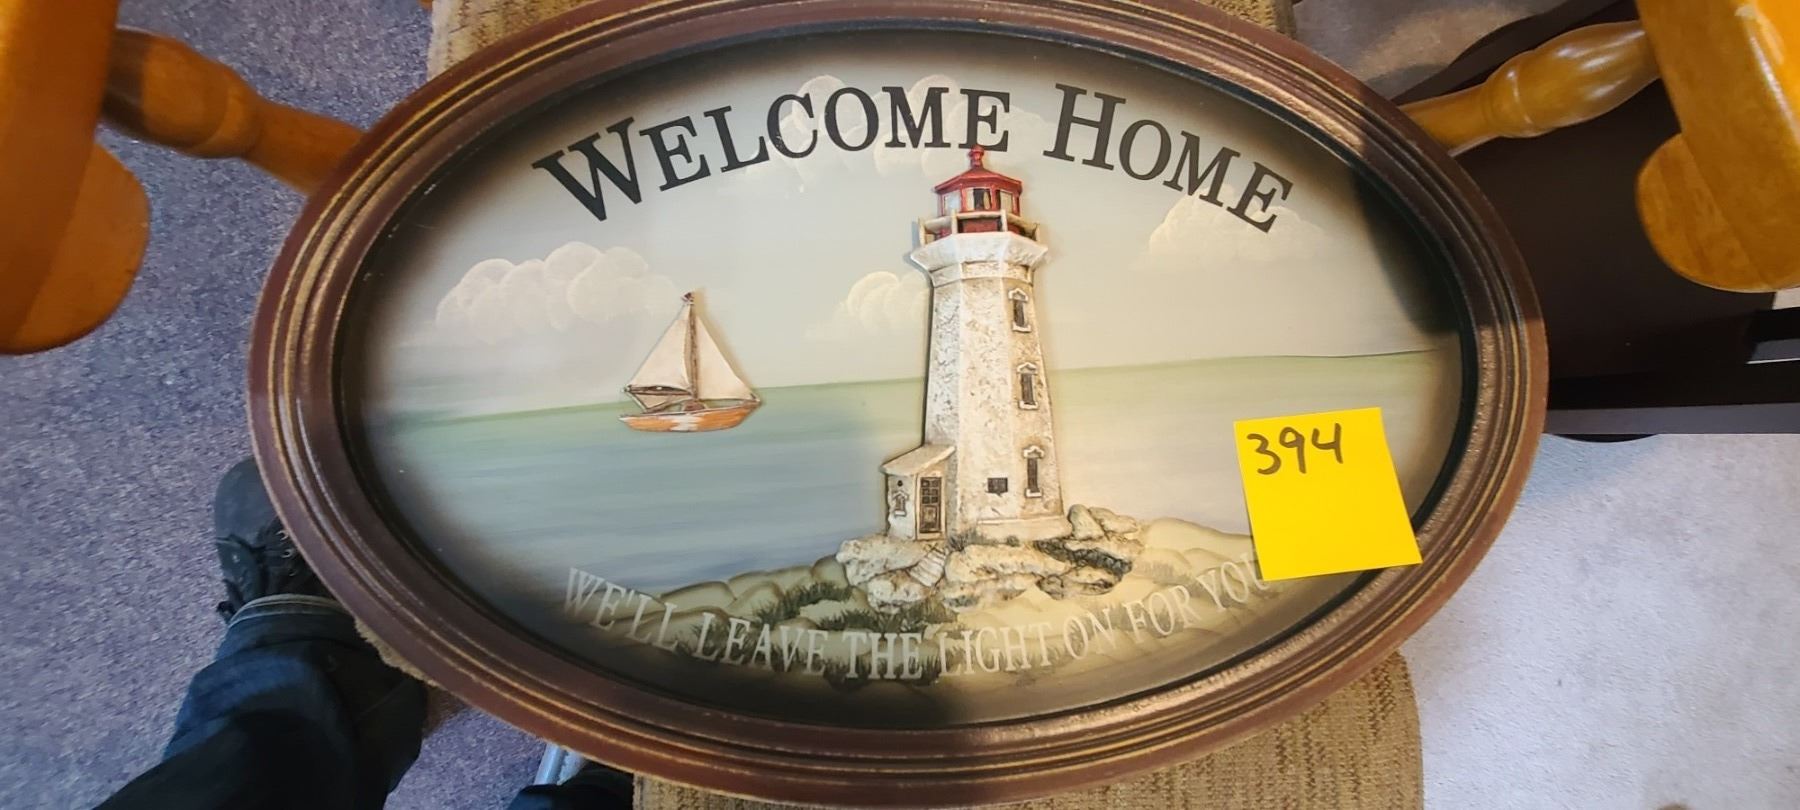 WELCOME HOME
394
WE'LL LEAVE THE LIGHT ON FOR YOU